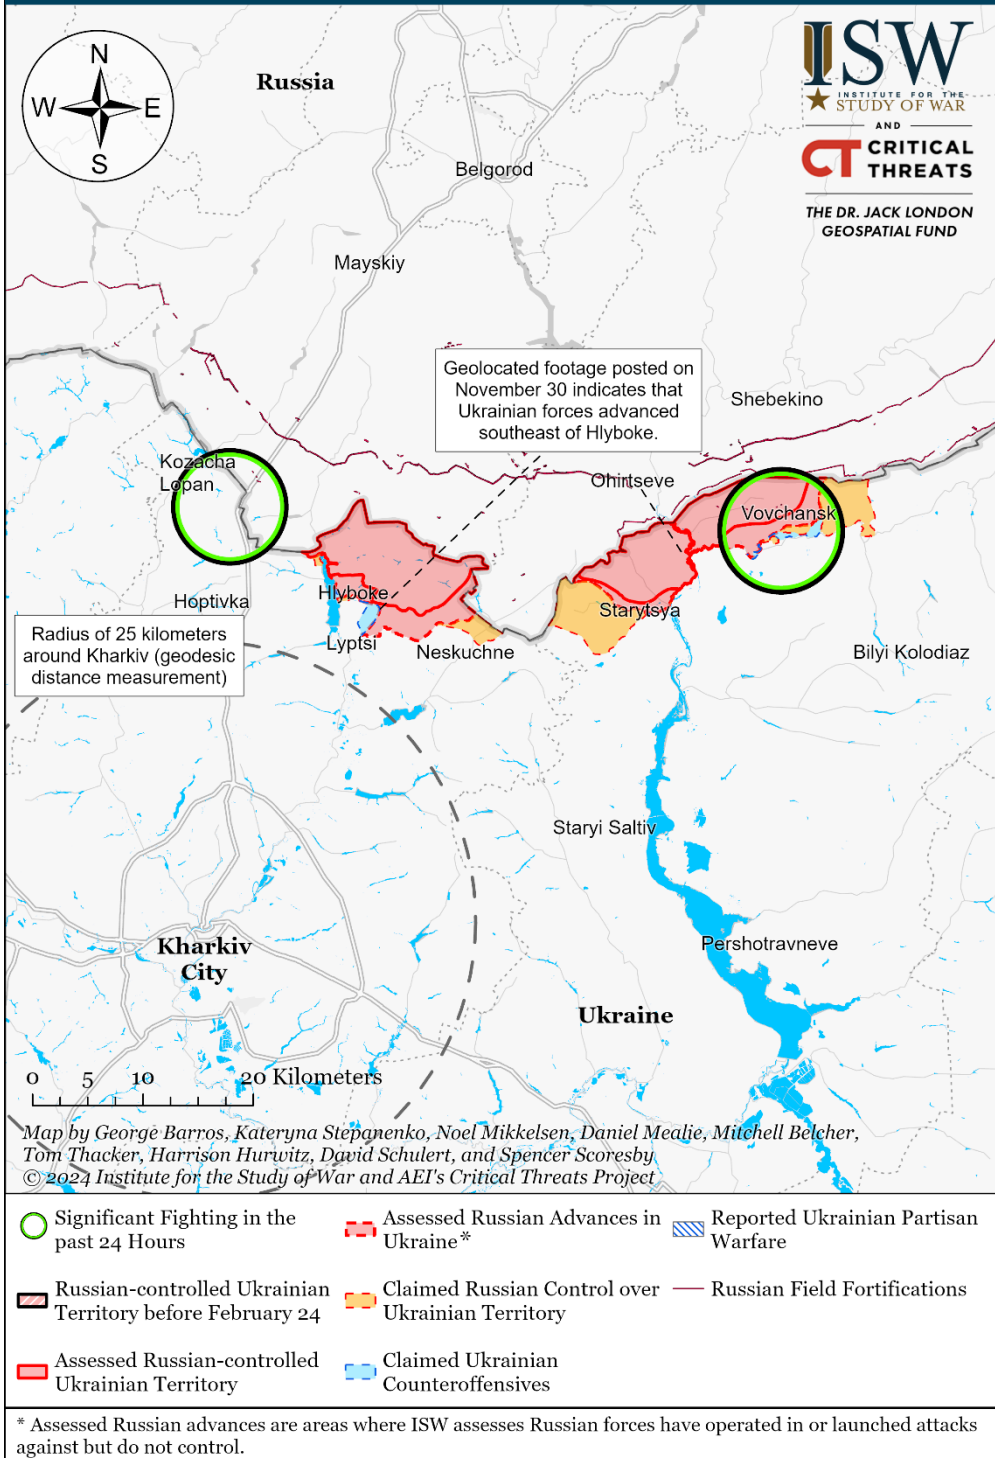 N
W E
S
Russia
ISW
INSTITUTE FOR THE
STUDY OF WAR
AND
CT CRITICAL
THREATS
THE DR. JACK LONDON
GEOSPATIAL FUND
Belgorod
Mayskiy
Geolocated footage posted on
November 30 indicates that
Ukrainian forces advanced
southeast of Hlyboke.
Shebekino
Kozacha
Lopan
Ohirtseve
Vovchansk
Hoptivka
Hlyboke
Starytsya
Radius of 25 kilometers
around Kharkiv (geodesic
distance measurement)
Lyptsi
Neskuchne
Bilyi Kolodiaz
Staryi Saltiv
Kharkiv
City
Pershotravneve
Ukraine
0 5 10 20 Kilometers
Map by George Barros, Kateryna Stepanenko, Noel Mikkelsen, Daniel Mealie, Mitchell Belcher,
Tom Thacker, Harrison Hurwitz, David Schulert, and Spencer Scoresby
© 2024 Institute for the Study of War and AEI's Critical Threats Project
Significant Fighting in the
past 24 Hours
Russian-controlled Ukrainian
Territory before February 24
Assessed Russian-controlled
Ukrainian Territory
Assessed Russian Advances in
Ukraine*
Claimed Russian Control over
Ukrainian Territory
Claimed Ukrainian
Counteroffensives
Reported Ukrainian Partisan
Warfare
Russian Field Fortifications
* Assessed Russian advances are areas where ISW assesses Russian forces have operated in or launched attacks
against but do not control.